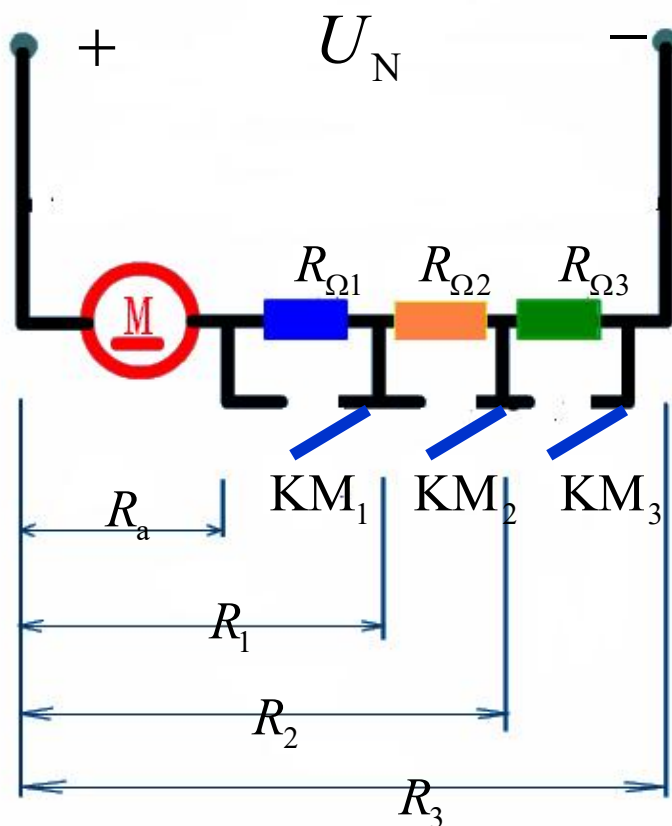 + U_N −
R_Ω1 R_Ω2 R_Ω3
M
KM_1 KM_2 KM_3
R_a
R_1
R_2
R_3